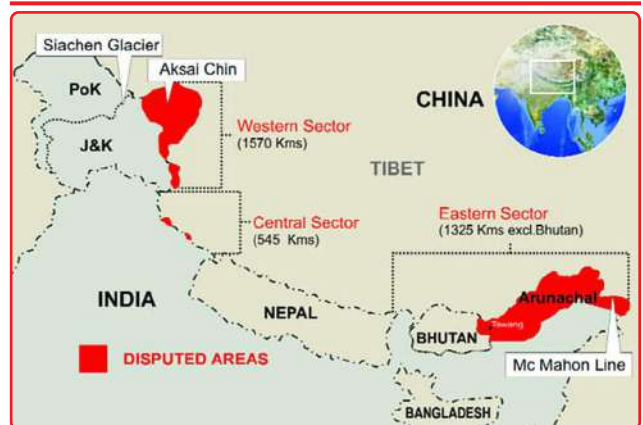 Siachen Glacier
Aksai Chin
PoK
CHINA
J&K
Western Sector
(1570 Kms)
TIBET
Central Sector
(545 Kms)
Eastern Sector
(1325 Kms excl.Bhutan)
INDIA
NEPAL
Arunachal
Tawang
BHUTAN
DISPUTED AREAS
Mc Mahon Line
BANGLADESH